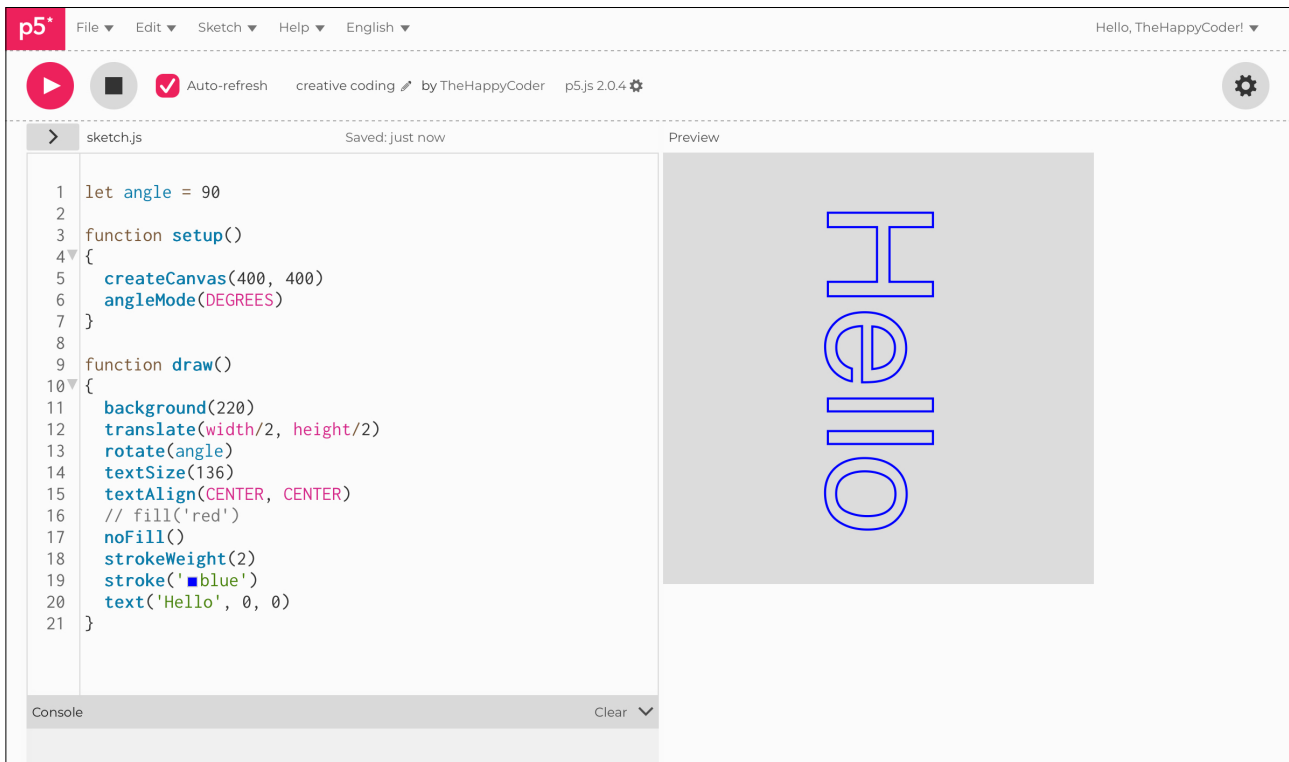 p5* File Edit Sketch Help English Hello, TheHappyCoder!
Auto-refresh creative coding by TheHappyCoder p5.js 2.0.4
sketch.js Saved: just now Preview
1 let angle = 90
2
3 function setup()
4 {
5 createCanvas(400, 400)
6 angleMode(DEGREES)
7 }
8
9 function draw()
10 {
11 background(220)
12 translate(width/2, height/2)
13 rotate(angle)
14 textSize(136)
15 textAlign(CENTER, CENTER)
16 // fill('red')
17 noFill()
18 strokeWeight(2)
19 stroke('blue')
20 text('Hello', 0, 0)
21 }
Hello
Console Clear